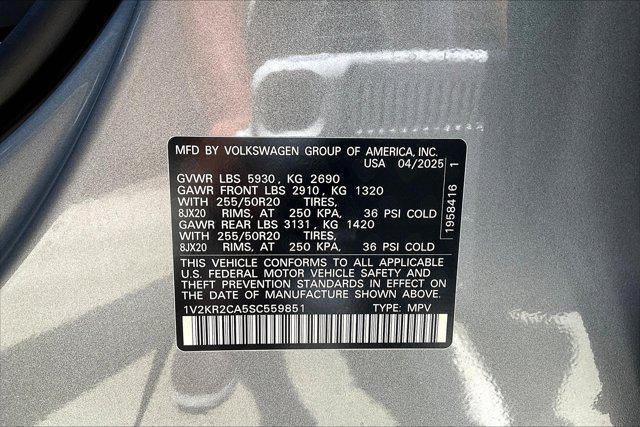 MFD BY VOLKSWAGEN GROUP OF AMERICA, INC.
USA 04/2025
GVWR LBS 5930, KG 2690
GAWR FRONT LBS 2910, KG 1320
WITH 255/50R20 TIRES,
8JX20 RIMS, AT 250 KPA, 36 PSI COLD
GAWR REAR LBS 3131, KG 1420
WITH 255/50R20 TIRES,
8JX20 RIMS, AT 250 KPA, 36 PSI COLD
THIS VEHICLE CONFORMS TO ALL APPLICABLE
U.S. FEDERAL MOTOR VEHICLE SAFETY AND
THEFT PREVENTION STANDARDS IN EFFECT ON
THE DATE OF MANUFACTURE SHOWN ABOVE.
1V2KR2CA5SC559851 TYPE: MPV
1958416 1